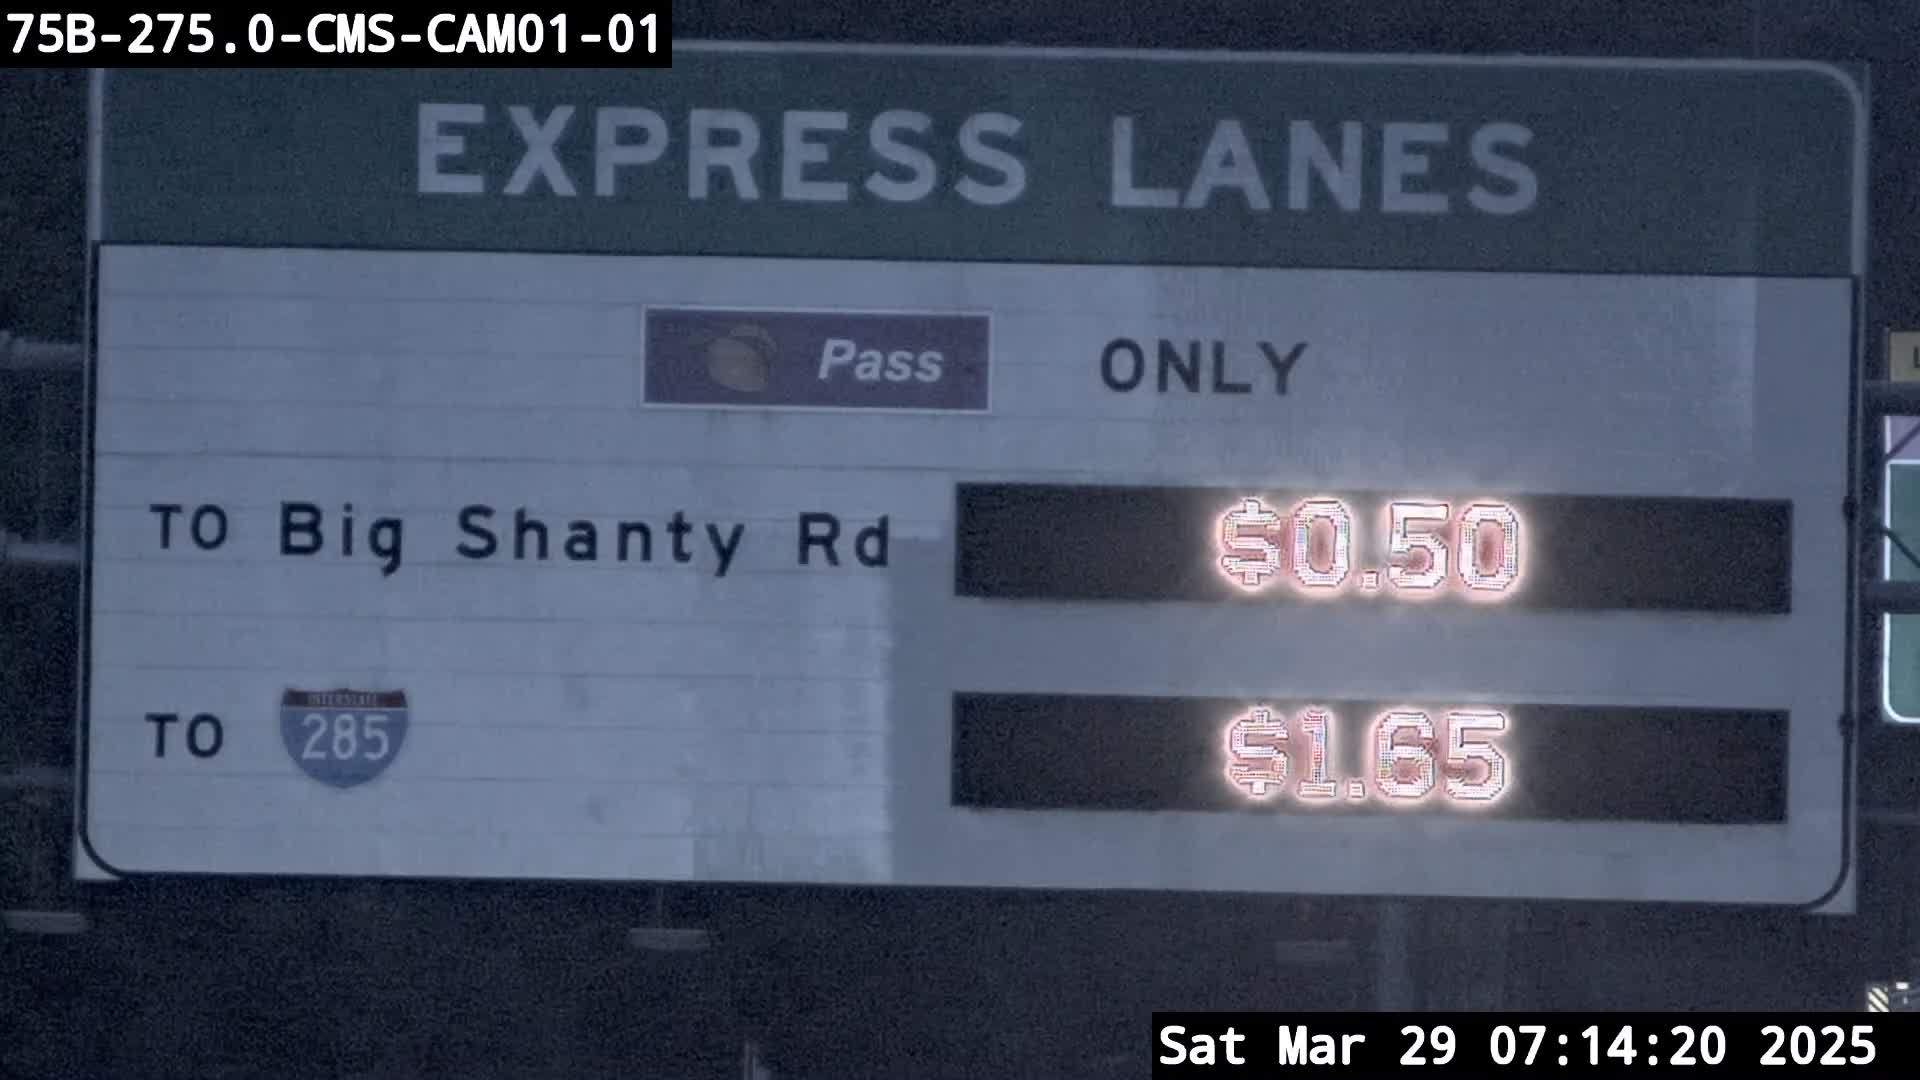 75B-275.0-CMS-CAM01-01
EXPRESS LANES
Pass ONLY
TO Big Shanty Rd $0.50
TO INTERSTATE 285 $1.65
Sat Mar 29 07:14:20 2025